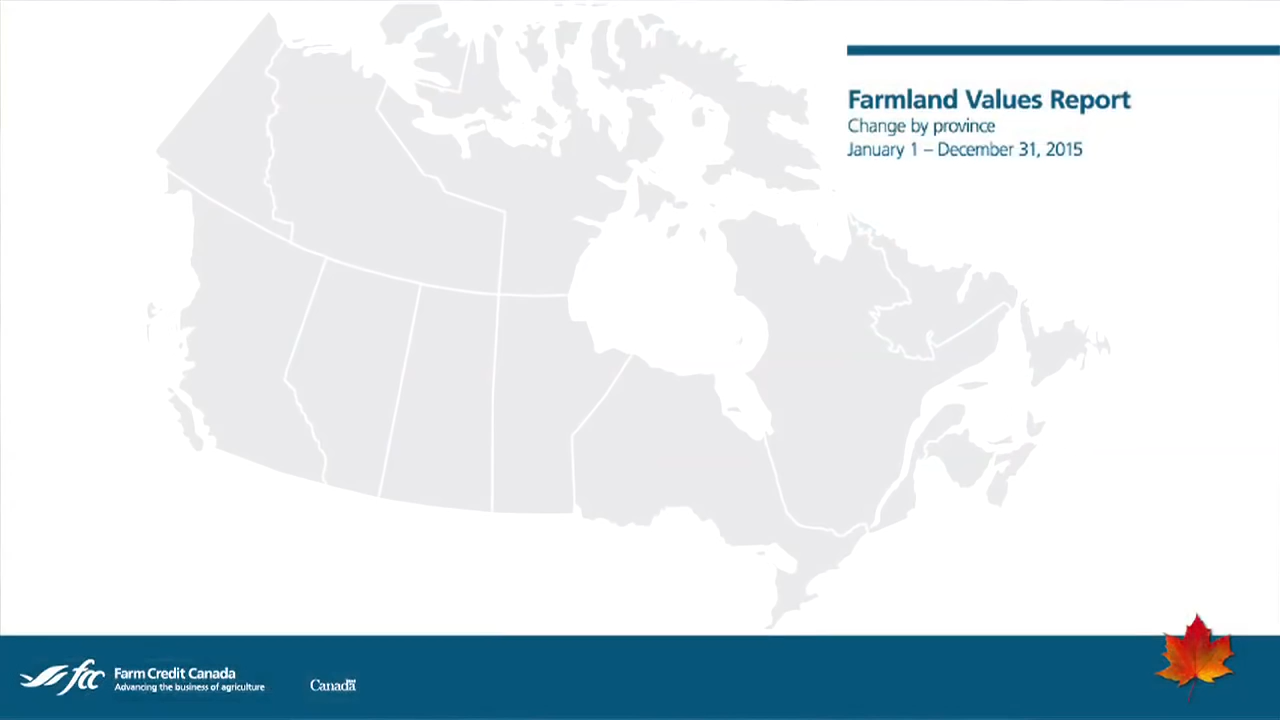 Farmland Values Report
Change by province
January 1 – December 31, 2015
fcc
Farm Credit Canada
Advancing the business of agriculture
Canada